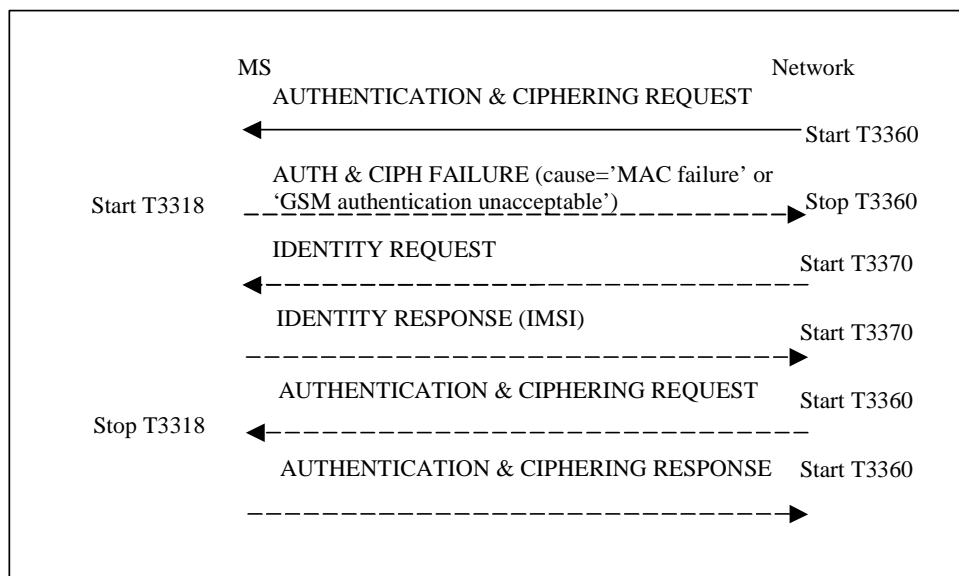 MS Network
AUTHENTICATION & CIPHERING REQUEST
Start T3360
AUTH & CIPH FAILURE (cause=’MAC failure’ or
‘GSM authentication unacceptable’)
Start T3318
Stop T3360
IDENTITY REQUEST
Start T3370
IDENTITY RESPONSE (IMSI)
Start T3370
AUTHENTICATION & CIPHERING REQUEST
Start T3360
Stop T3318
AUTHENTICATION & CIPHERING RESPONSE
Start T3360